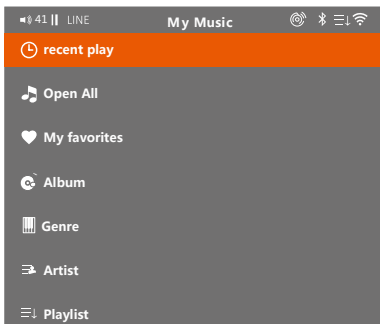 41 LINE My Music
recent play
Open All
My favorites
Album
Genre
Artist
Playlist